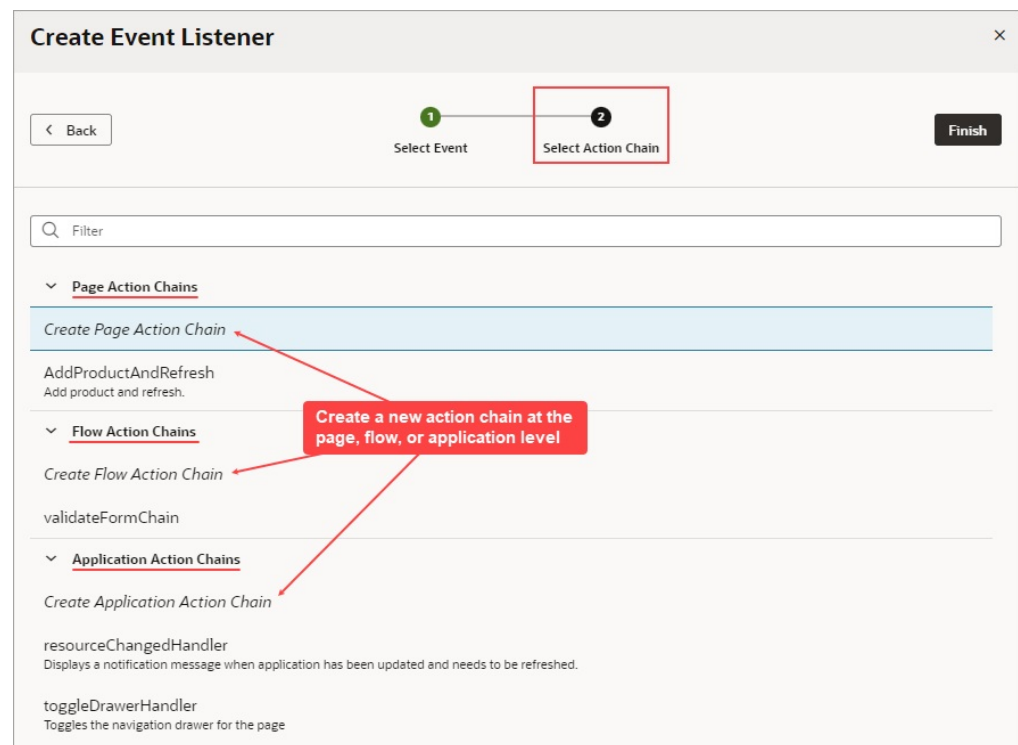 Create Event Listener
Back
1
2
Select Event
Select Action Chain
Finish
Filter
Page Action Chains
Create Page Action Chain
AddProductAndRefresh
Add product and refresh.
Create a new action chain at the
page, flow, or application level
Flow Action Chains
Create Flow Action Chain
validateFormChain
Application Action Chains
Create Application Action Chain
resourceChangedHandler
Displays a notification message when application has been updated and needs to be refreshed.
toggleDrawerHandler
Toggles the navigation drawer for the page